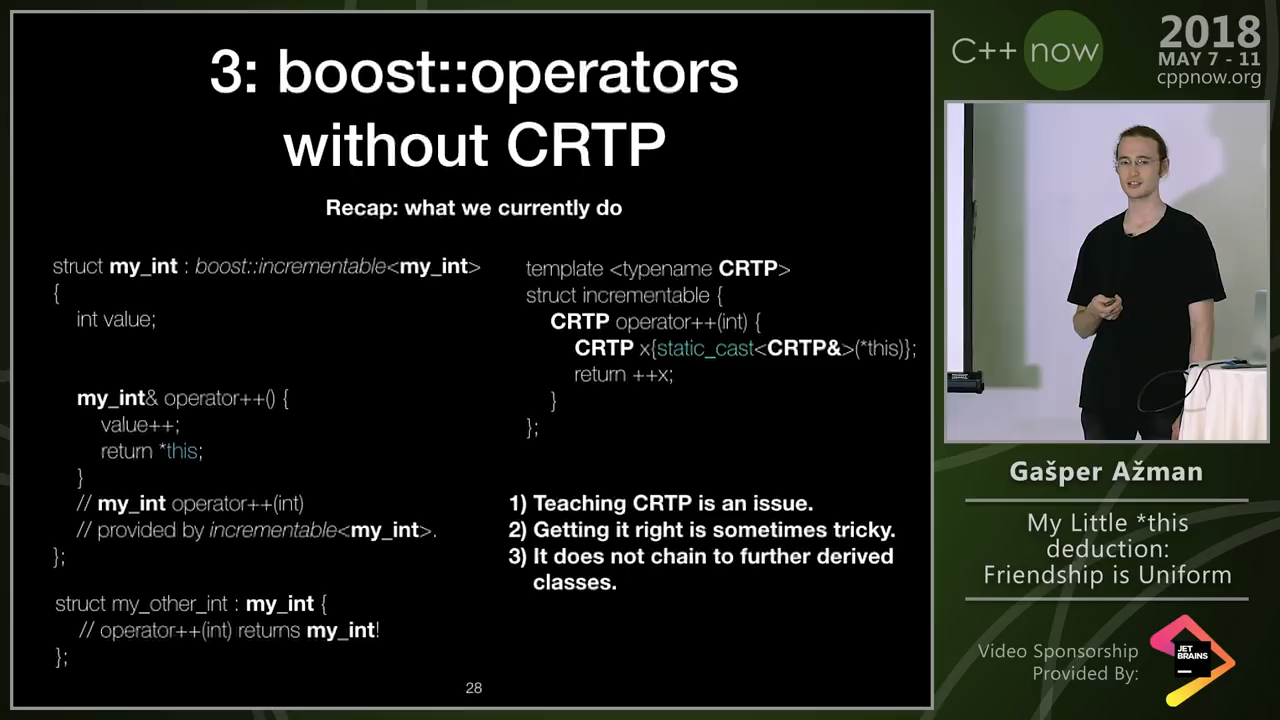 3: boost::operators
without CRTP
Recap: what we currently do
struct my_int : boost::incrementable<my_int>
{
int value;
my_int& operator++() {
value++;
return *this;
}
// my_int operator++(int)
// provided by incrementable<my_int>.
};
struct my_other_int : my_int {
// operator++(int) returns my_int!
};
template <typename CRTP>
struct incrementable {
CRTP operator++(int) {
CRTP x{static_cast<CRTP&>(*this)};
return ++x;
}
};
1) Teaching CRTP is an issue.
2) Getting it right is sometimes tricky.
3) It does not chain to further derived
classes.
28
C++ now
2018
MAY 7 - 11
cppnow.org
Gašper Ažman
My Little *this
deduction:
Friendship is Uniform
Video Sponsorship
Provided By:
JET
BRAINS